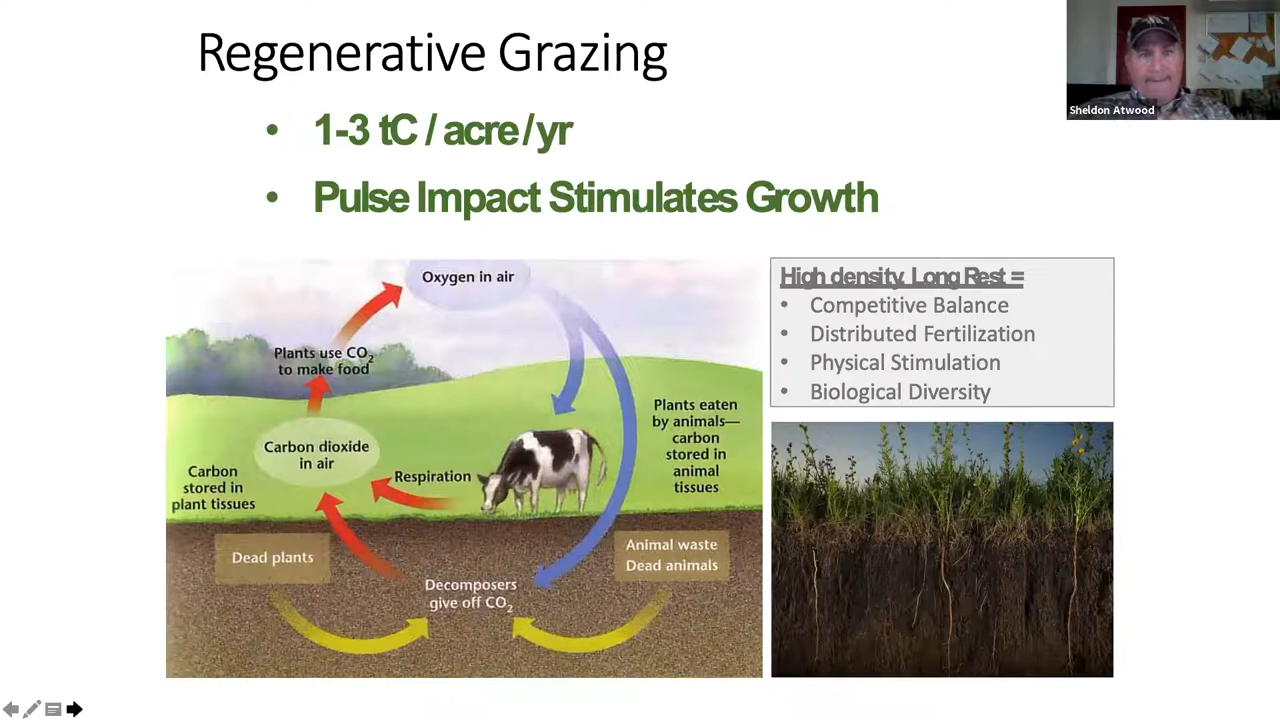 Regenerative Grazing
Sheldon Atwood
• 1-3 tC / acre/yr
• Pulse Impact Stimulates Growth
Oxygen in air
Plants use CO₂
to make food
Carbon dioxide
in air
Carbon
stored in
plant tissues
Respiration
Plants eaten
by animals—
carbon
stored in
animal
tissues
Dead plants
Animal waste
Dead animals
Decomposers
give off CO₂
High density, Long Rest =
• Competitive Balance
• Distributed Fertilization
• Physical Stimulation
• Biological Diversity